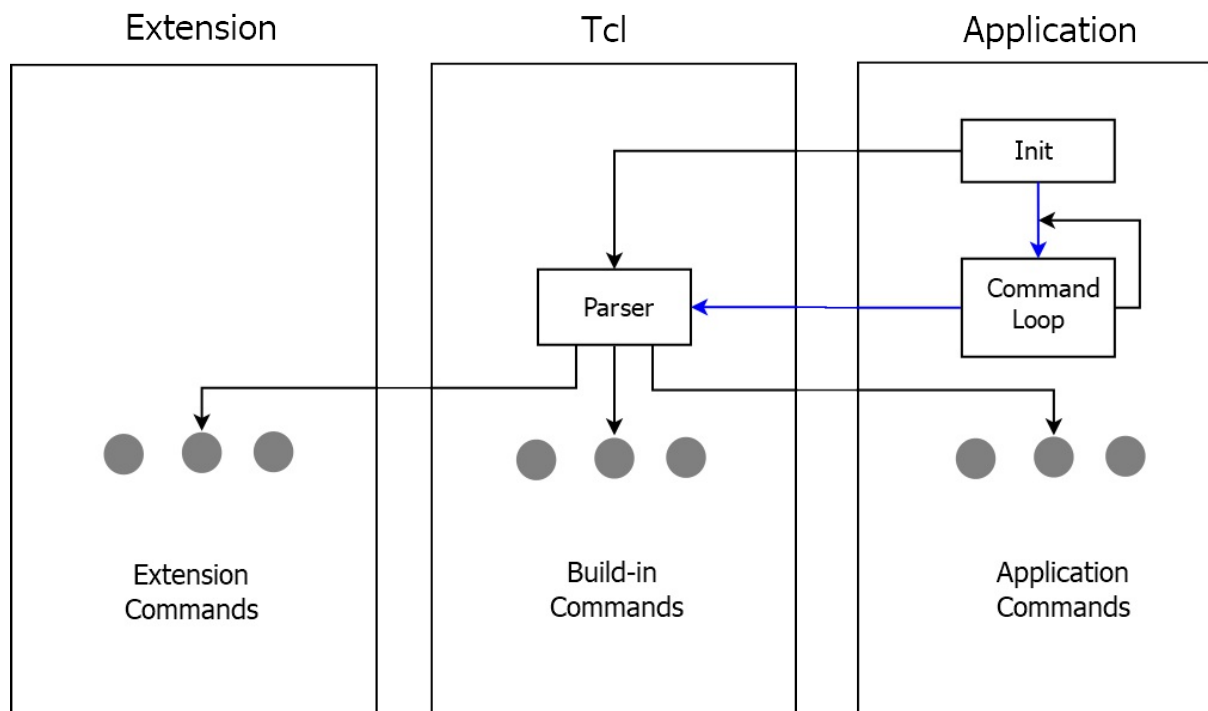 Extension
Tcl
Application
Init
Command
Loop
Parser
Extension
Commands
Build-in
Commands
Application
Commands